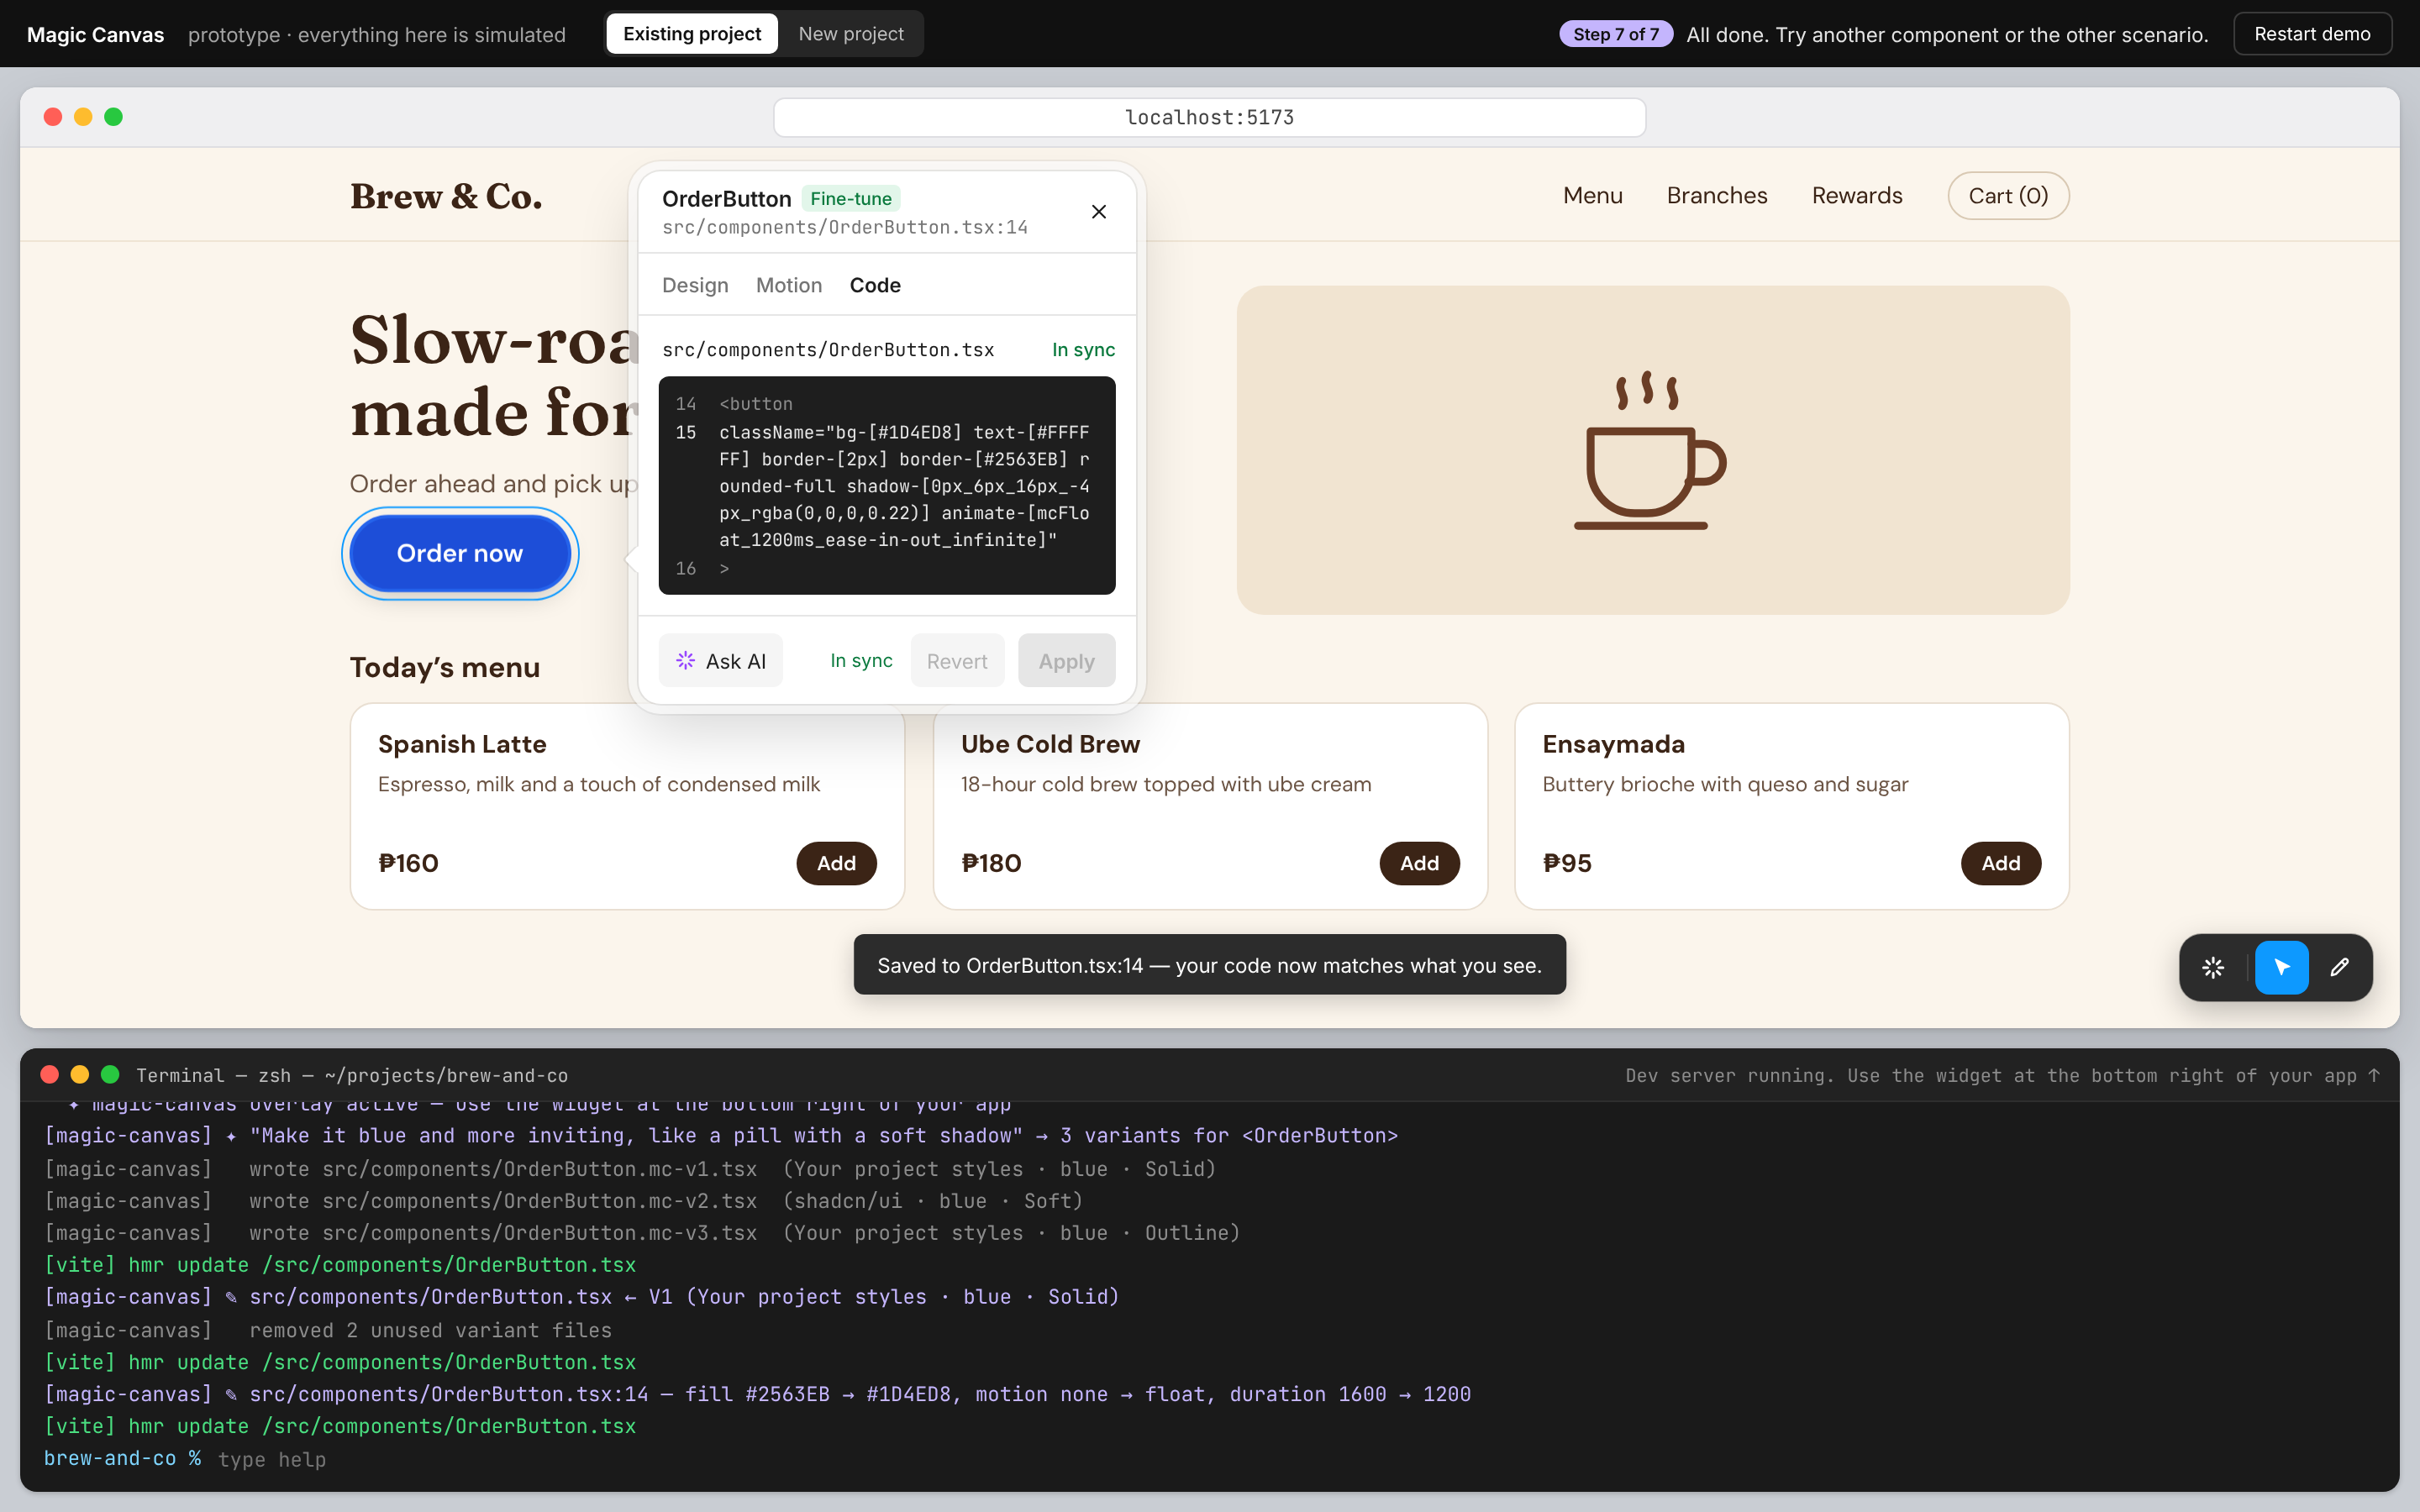 Magic Canvas prototype · everything here is simulated Existing project New project Step 7 of 7 All done. Try another component or the other scenario. Restart demo
localhost:5173
Brew & Co. Menu Branches Rewards Cart (0)
OrderButton Fine-tune
src/components/OrderButton.tsx:14
Design Motion Code
src/components/OrderButton.tsx In sync
14 <button
15 className="bg-[#1D4ED8] text-[#FFFF
FF] border-[2px] border-[#2563EB] r
ounded-full shadow-[0px_6px_16px_-4
px_rgba(0,0,0,0.22)] animate-[mcFlo
at_1200ms_ease-in-out_infinite]"
16 >
Ask AI In sync Revert Apply
Slow-roa
made for
Order ahead and pick up
Order now
Today’s menu
Spanish Latte
Espresso, milk and a touch of condensed milk
₱160 Add
Ube Cold Brew
18-hour cold brew topped with ube cream
₱180 Add
Ensaymada
Buttery brioche with queso and sugar
₱95 Add
Saved to OrderButton.tsx:14 — your code now matches what you see.
Terminal — zsh — ~/projects/brew-and-co Dev server running. Use the widget at the bottom right of your app ↑
✦ magic-canvas overlay active — use the widget at the bottom right of your app
[magic-canvas] ✦ "Make it blue and more inviting, like a pill with a soft shadow" → 3 variants for <OrderButton>
[magic-canvas] wrote src/components/OrderButton.mc-v1.tsx (Your project styles · blue · Solid)
[magic-canvas] wrote src/components/OrderButton.mc-v2.tsx (shadcn/ui · blue · Soft)
[magic-canvas] wrote src/components/OrderButton.mc-v3.tsx (Your project styles · blue · Outline)
[vite] hmr update /src/components/OrderButton.tsx
[magic-canvas] ✎ src/components/OrderButton.tsx ← V1 (Your project styles · blue · Solid)
[magic-canvas] removed 2 unused variant files
[vite] hmr update /src/components/OrderButton.tsx
[magic-canvas] ✎ src/components/OrderButton.tsx:14 — fill #2563EB → #1D4ED8, motion none → float, duration 1600 → 1200
[vite] hmr update /src/components/OrderButton.tsx
brew-and-co % type help